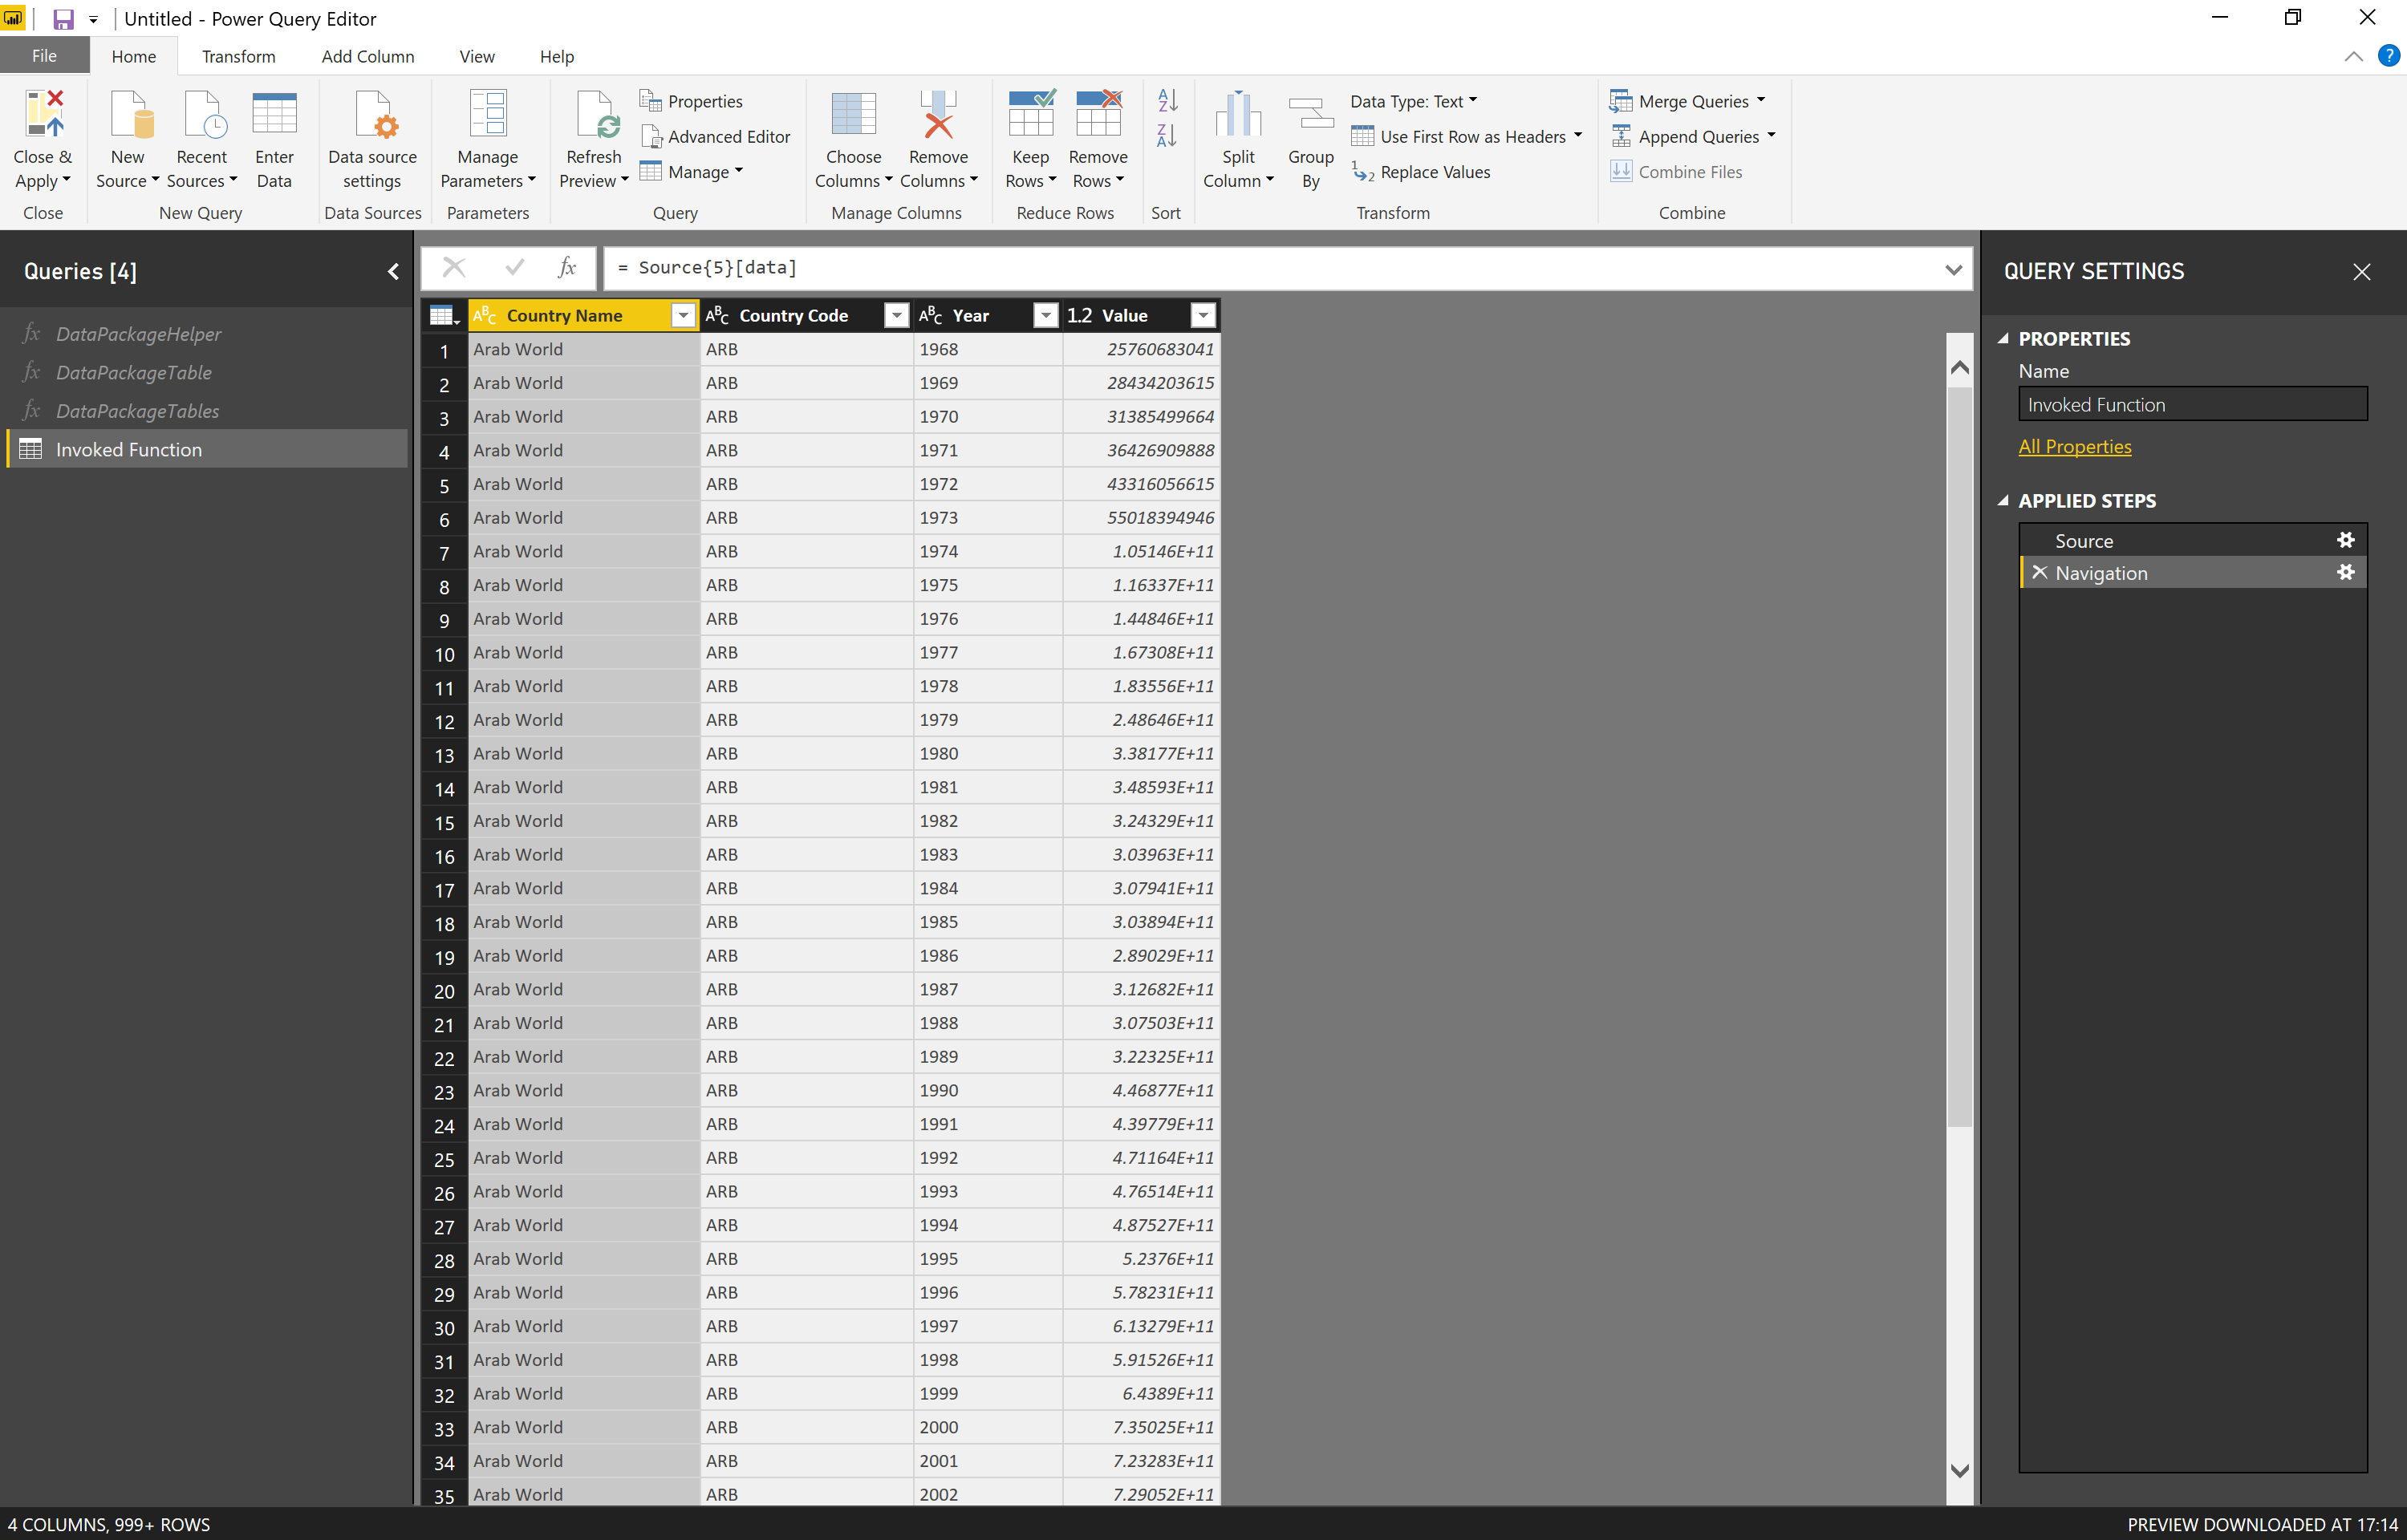 Untitled - Power Query Editor
File Home Transform Add Column View Help
Close & Apply
New Source
Recent Sources
Enter Data
Data source settings
Manage Parameters
Refresh Preview
Properties
Advanced Editor
Manage
Choose Columns
Remove Columns
Keep Rows
Remove Rows
Split Column
Group By
Data Type: Text
Use First Row as Headers
Replace Values
Merge Queries
Append Queries
Combine Files
Close New Query Data Sources Parameters Query Manage Columns Reduce Rows Sort Transform Combine
Queries [4]
fx DataPackageHelper
fx DataPackageTable
fx DataPackageTables
Invoked Function
fx = Source{5}[data]
ABC Country Name ABC Country Code ABC Year 1.2 Value
1 Arab World ARB 1968 25760683041
2 Arab World ARB 1969 28434203615
3 Arab World ARB 1970 31385499664
4 Arab World ARB 1971 36426909888
5 Arab World ARB 1972 43316056615
6 Arab World ARB 1973 55018394946
7 Arab World ARB 1974 1.05146E+11
8 Arab World ARB 1975 1.16337E+11
9 Arab World ARB 1976 1.44846E+11
10 Arab World ARB 1977 1.67308E+11
11 Arab World ARB 1978 1.83556E+11
12 Arab World ARB 1979 2.48646E+11
13 Arab World ARB 1980 3.38177E+11
14 Arab World ARB 1981 3.48593E+11
15 Arab World ARB 1982 3.24329E+11
16 Arab World ARB 1983 3.03963E+11
17 Arab World ARB 1984 3.07941E+11
18 Arab World ARB 1985 3.03894E+11
19 Arab World ARB 1986 2.89029E+11
20 Arab World ARB 1987 3.12682E+11
21 Arab World ARB 1988 3.07503E+11
22 Arab World ARB 1989 3.22325E+11
23 Arab World ARB 1990 4.46877E+11
24 Arab World ARB 1991 4.39779E+11
25 Arab World ARB 1992 4.71164E+11
26 Arab World ARB 1993 4.76514E+11
27 Arab World ARB 1994 4.87527E+11
28 Arab World ARB 1995 5.2376E+11
29 Arab World ARB 1996 5.78231E+11
30 Arab World ARB 1997 6.13279E+11
31 Arab World ARB 1998 5.91526E+11
32 Arab World ARB 1999 6.4389E+11
33 Arab World ARB 2000 7.35025E+11
34 Arab World ARB 2001 7.23283E+11
35 Arab World ARB 2002 7.29052E+11
QUERY SETTINGS
PROPERTIES
Name
Invoked Function
All Properties
APPLIED STEPS
Source
Navigation
4 COLUMNS, 999+ ROWS
PREVIEW DOWNLOADED AT 17:14